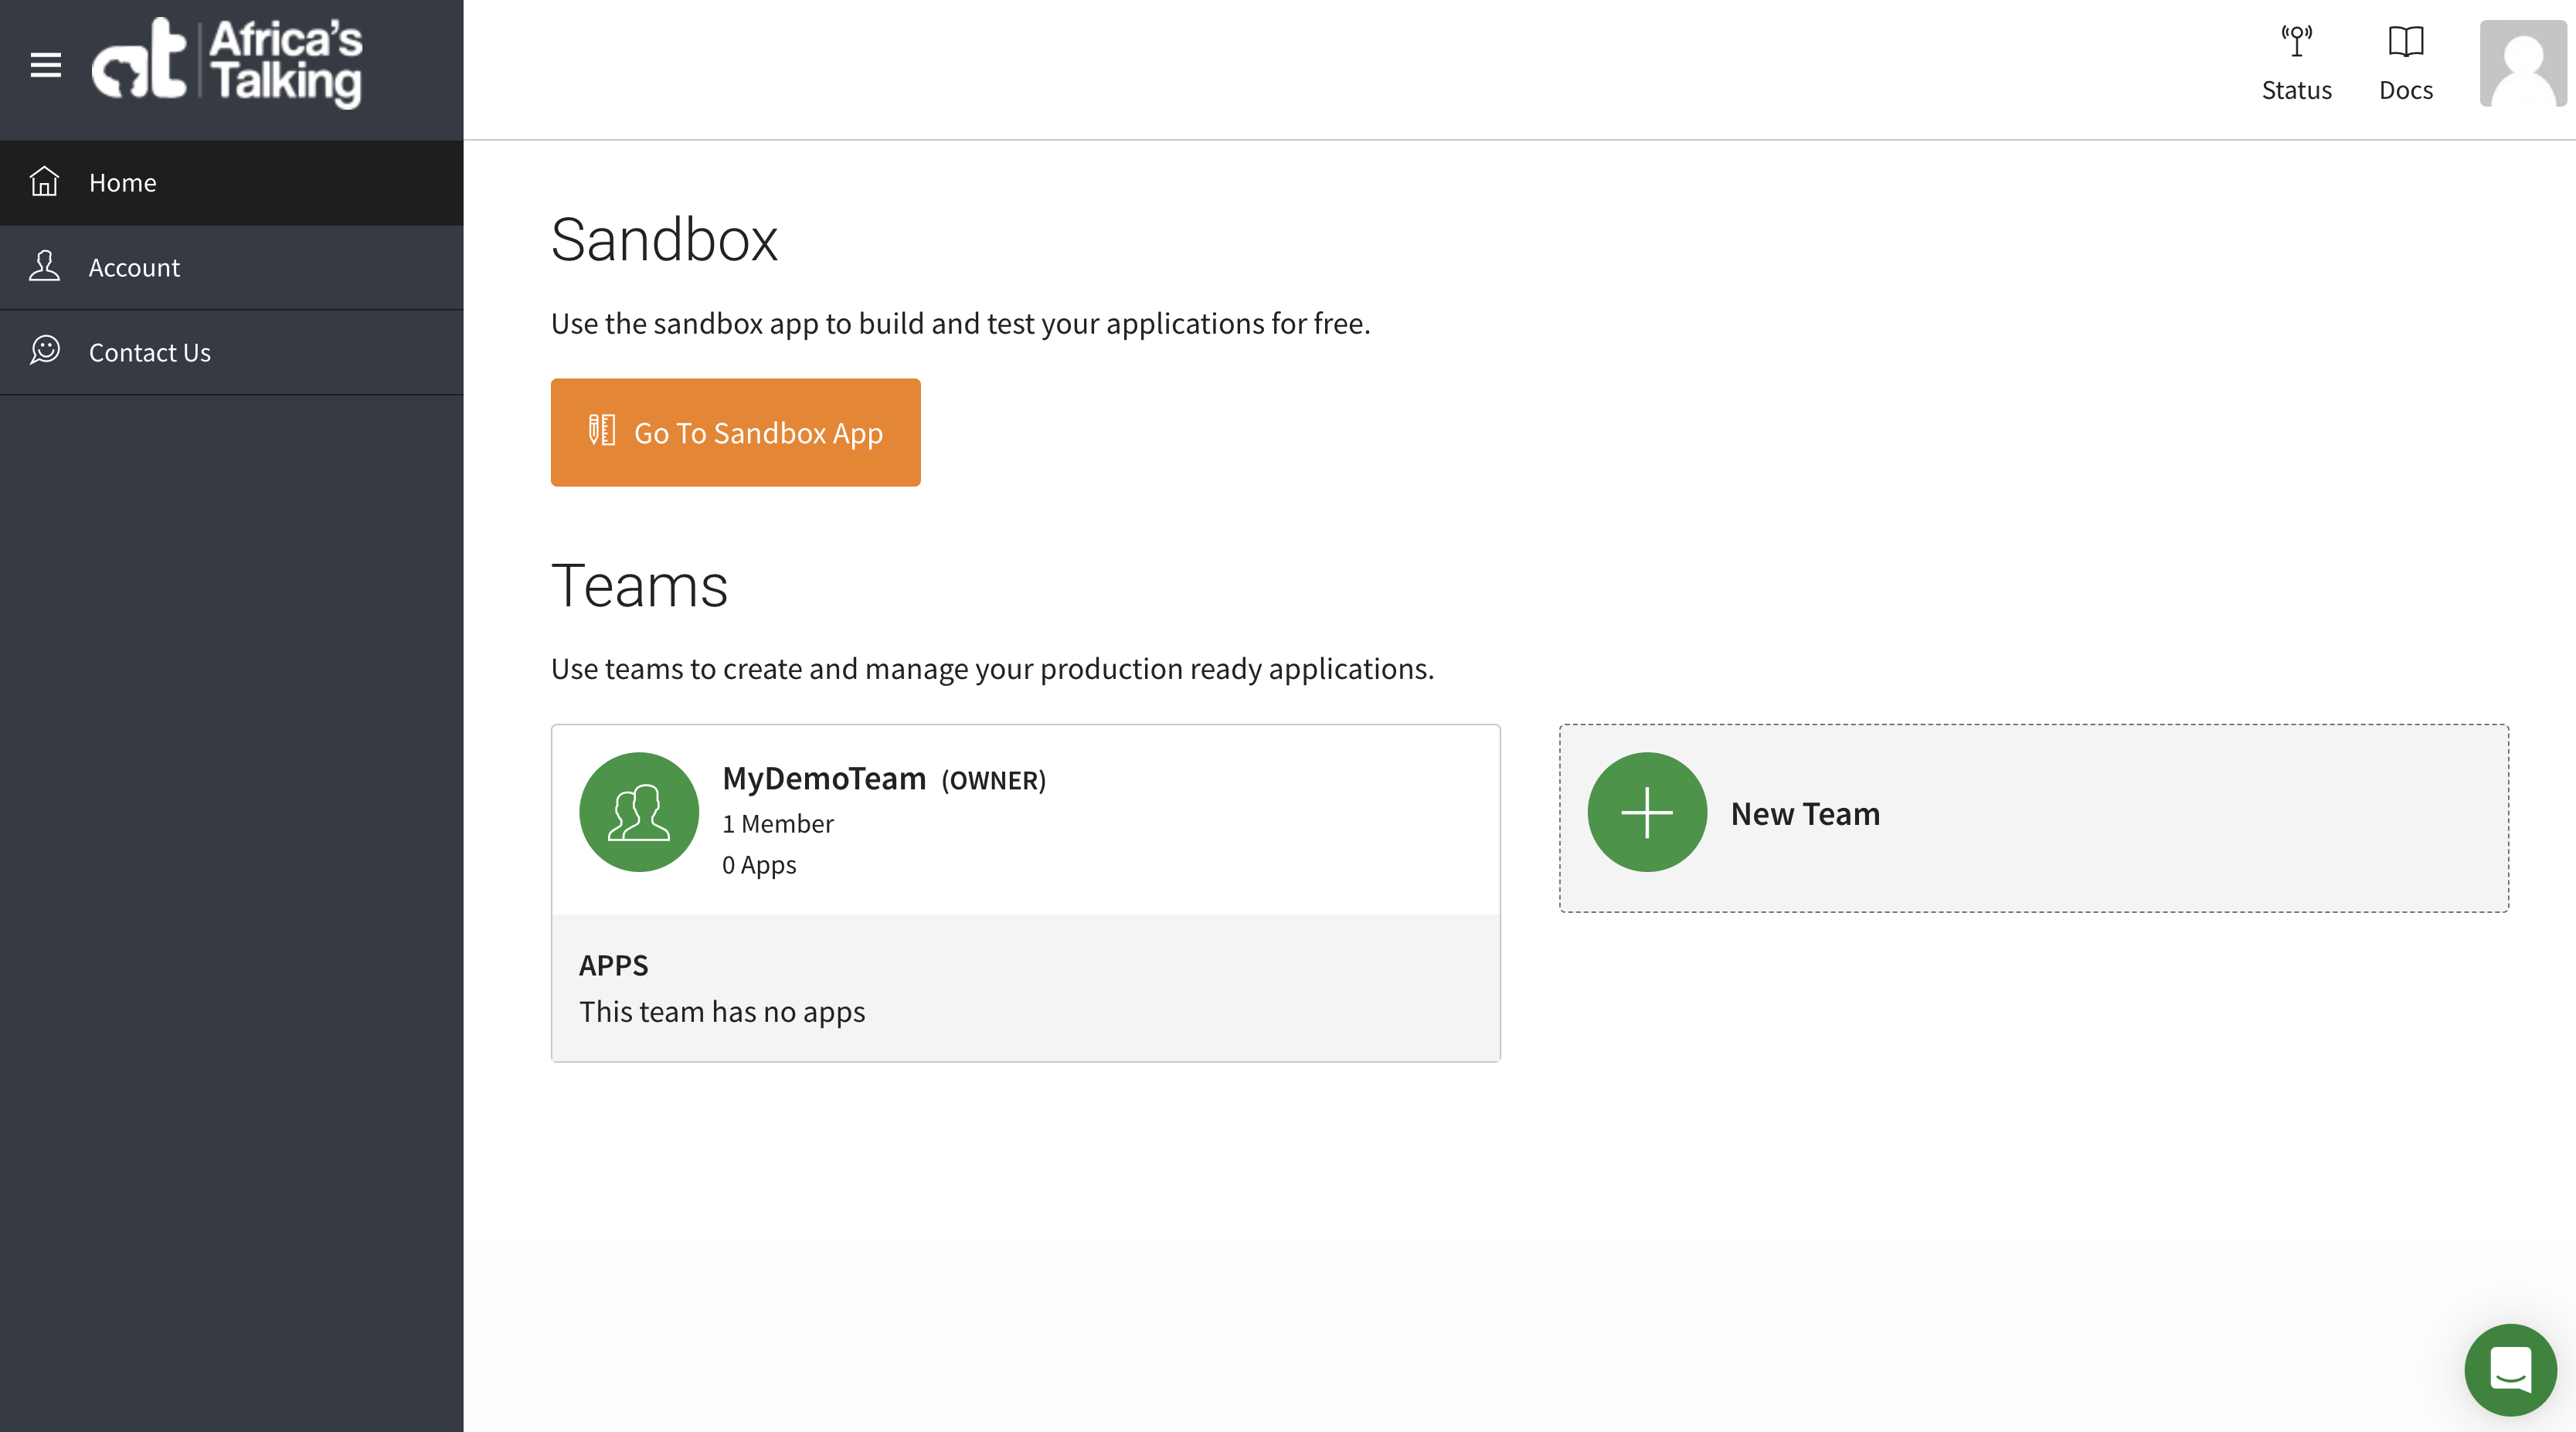 at
Africa's
Talking
Status
Docs
Home
Account
Contact Us
Sandbox
Use the sandbox app to build and test your applications for free.
Go To Sandbox App
Teams
Use teams to create and manage your production ready applications.
MyDemoTeam (OWNER)
1 Member
0 Apps
APPS
This team has no apps
New Team